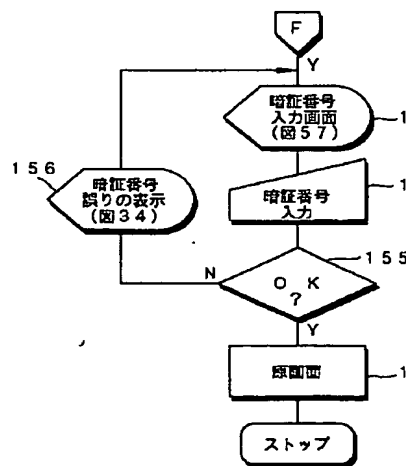 F
Y
暗証番号
入力画面
(図57)
1
156
暗証番号
誤りの表示
(図34)
1
暗証番号
入力
155
N
O K
?
Y
原画面
1
ストップ